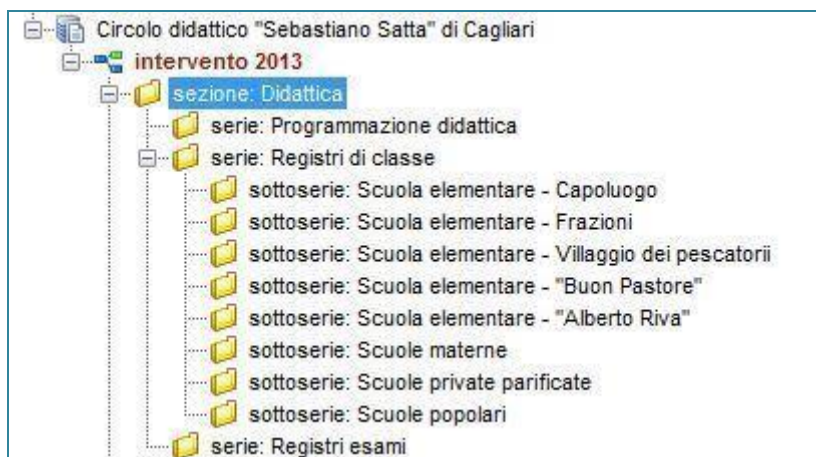 Circolo didattico "Sebastiano Satta" di Cagliari
intervento 2013
sezione: Didattica
serie: Programmazione didattica
serie: Registri di classe
sottoserie: Scuola elementare - Capoluogo
sottoserie: Scuola elementare - Frazioni
sottoserie: Scuola elementare - Villaggio dei pescatorii
sottoserie: Scuola elementare - "Buon Pastore"
sottoserie: Scuola elementare - "Alberto Riva"
sottoserie: Scuole materne
sottoserie: Scuole private parificate
sottoserie: Scuole popolari
serie: Registri esami